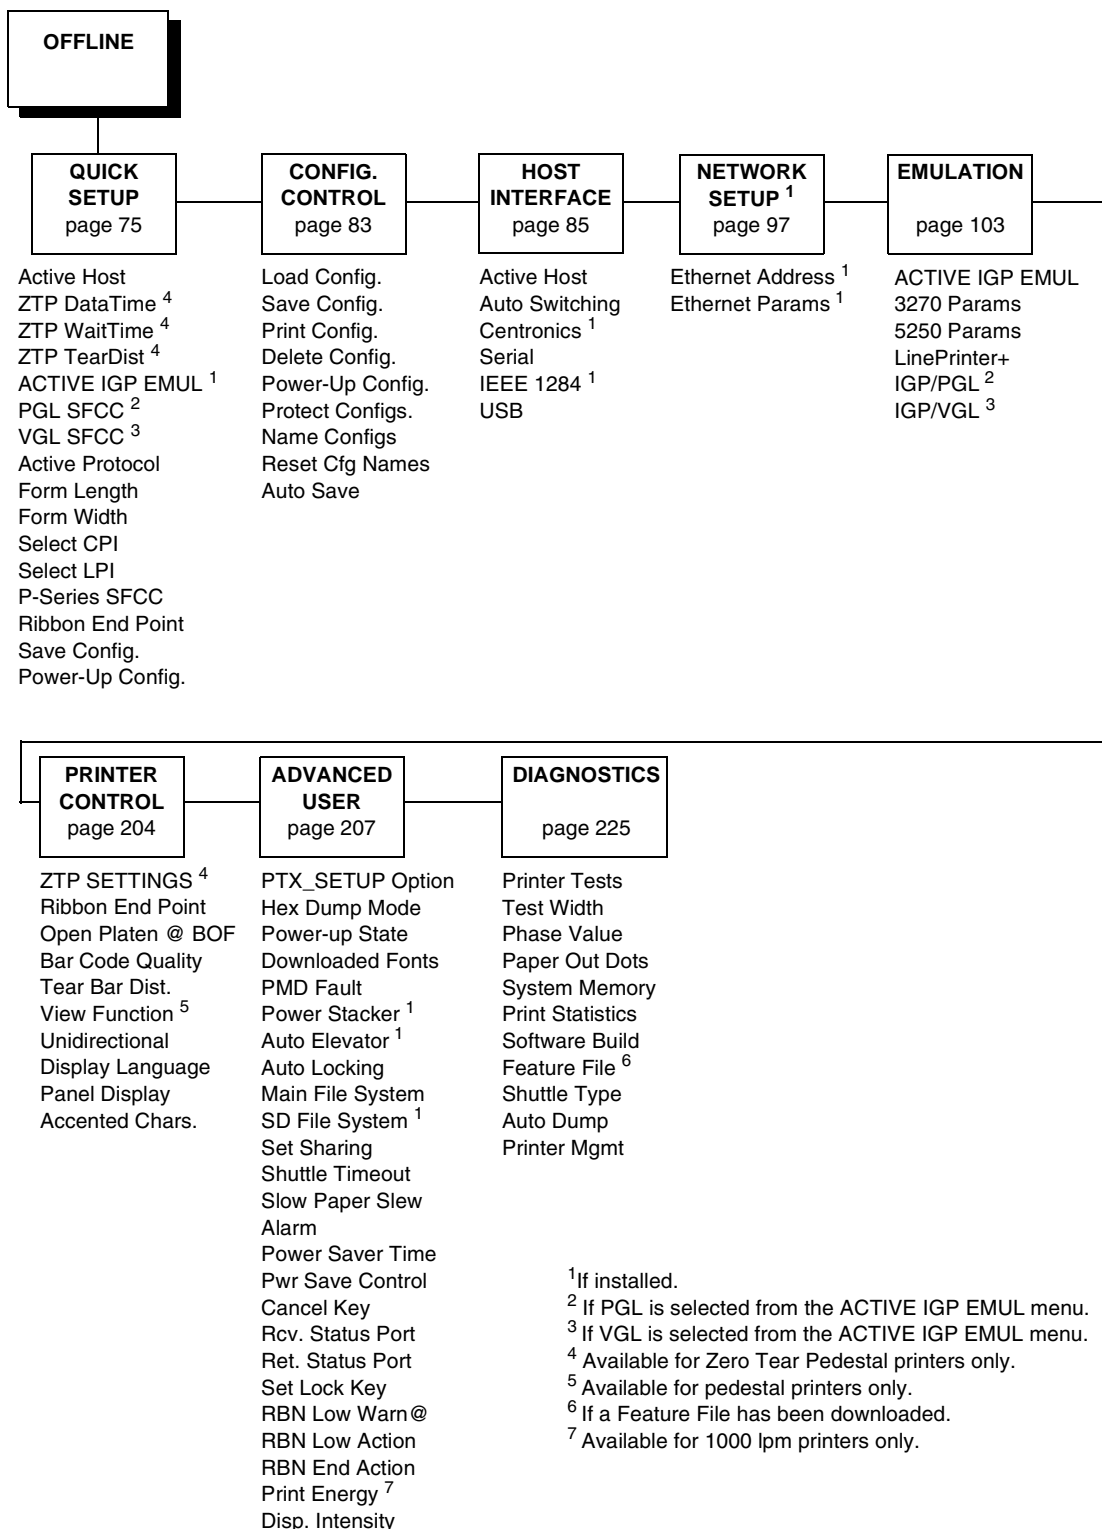 OFFLINE
QUICK
SETUP
page 75
CONFIG.
CONTROL
page 83
HOST
INTERFACE
page 85
NETWORK
SETUP 1
page 97
EMULATION
page 103
Active Host
ZTP DataTime 4
ZTP WaitTime 4
ZTP TearDist 4
ACTIVE IGP EMUL 1
PGL SFCC 2
VGL SFCC 3
Active Protocol
Form Length
Form Width
Select CPI
Select LPI
P-Series SFCC
Ribbon End Point
Save Config.
Power-Up Config.
Load Config.
Save Config.
Print Config.
Delete Config.
Power-Up Config.
Protect Configs.
Name Configs
Reset Cfg Names
Auto Save
Active Host
Auto Switching
Centronics 1
Serial
IEEE 1284 1
USB
Ethernet Address 1
Ethernet Params 1
ACTIVE IGP EMUL
3270 Params
5250 Params
LinePrinter+
IGP/PGL 2
IGP/VGL 3
PRINTER
CONTROL
page 204
ADVANCED
USER
page 207
DIAGNOSTICS
page 225
ZTP SETTINGS 4
Ribbon End Point
Open Platen @ BOF
Bar Code Quality
Tear Bar Dist.
View Function 5
Unidirectional
Display Language
Panel Display
Accented Chars.
PTX_SETUP Option
Hex Dump Mode
Power-up State
Downloaded Fonts
PMD Fault
Power Stacker 1
Auto Elevator 1
Auto Locking
Main File System
SD File System 1
Set Sharing
Shuttle Timeout
Slow Paper Slew
Alarm
Power Saver Time
Pwr Save Control
Cancel Key
Rcv. Status Port
Ret. Status Port
Set Lock Key
RBN Low Warn@
RBN Low Action
RBN End Action
Print Energy 7
Disp. Intensity
Printer Tests
Test Width
Phase Value
Paper Out Dots
System Memory
Print Statistics
Software Build
Feature File 6
Shuttle Type
Auto Dump
Printer Mgmt
1If installed.
2 If PGL is selected from the ACTIVE IGP EMUL menu.
3 If VGL is selected from the ACTIVE IGP EMUL menu.
4 Available for Zero Tear Pedestal printers only.
5 Available for pedestal printers only.
6 If a Feature File has been downloaded.
7 Available for 1000 lpm printers only.